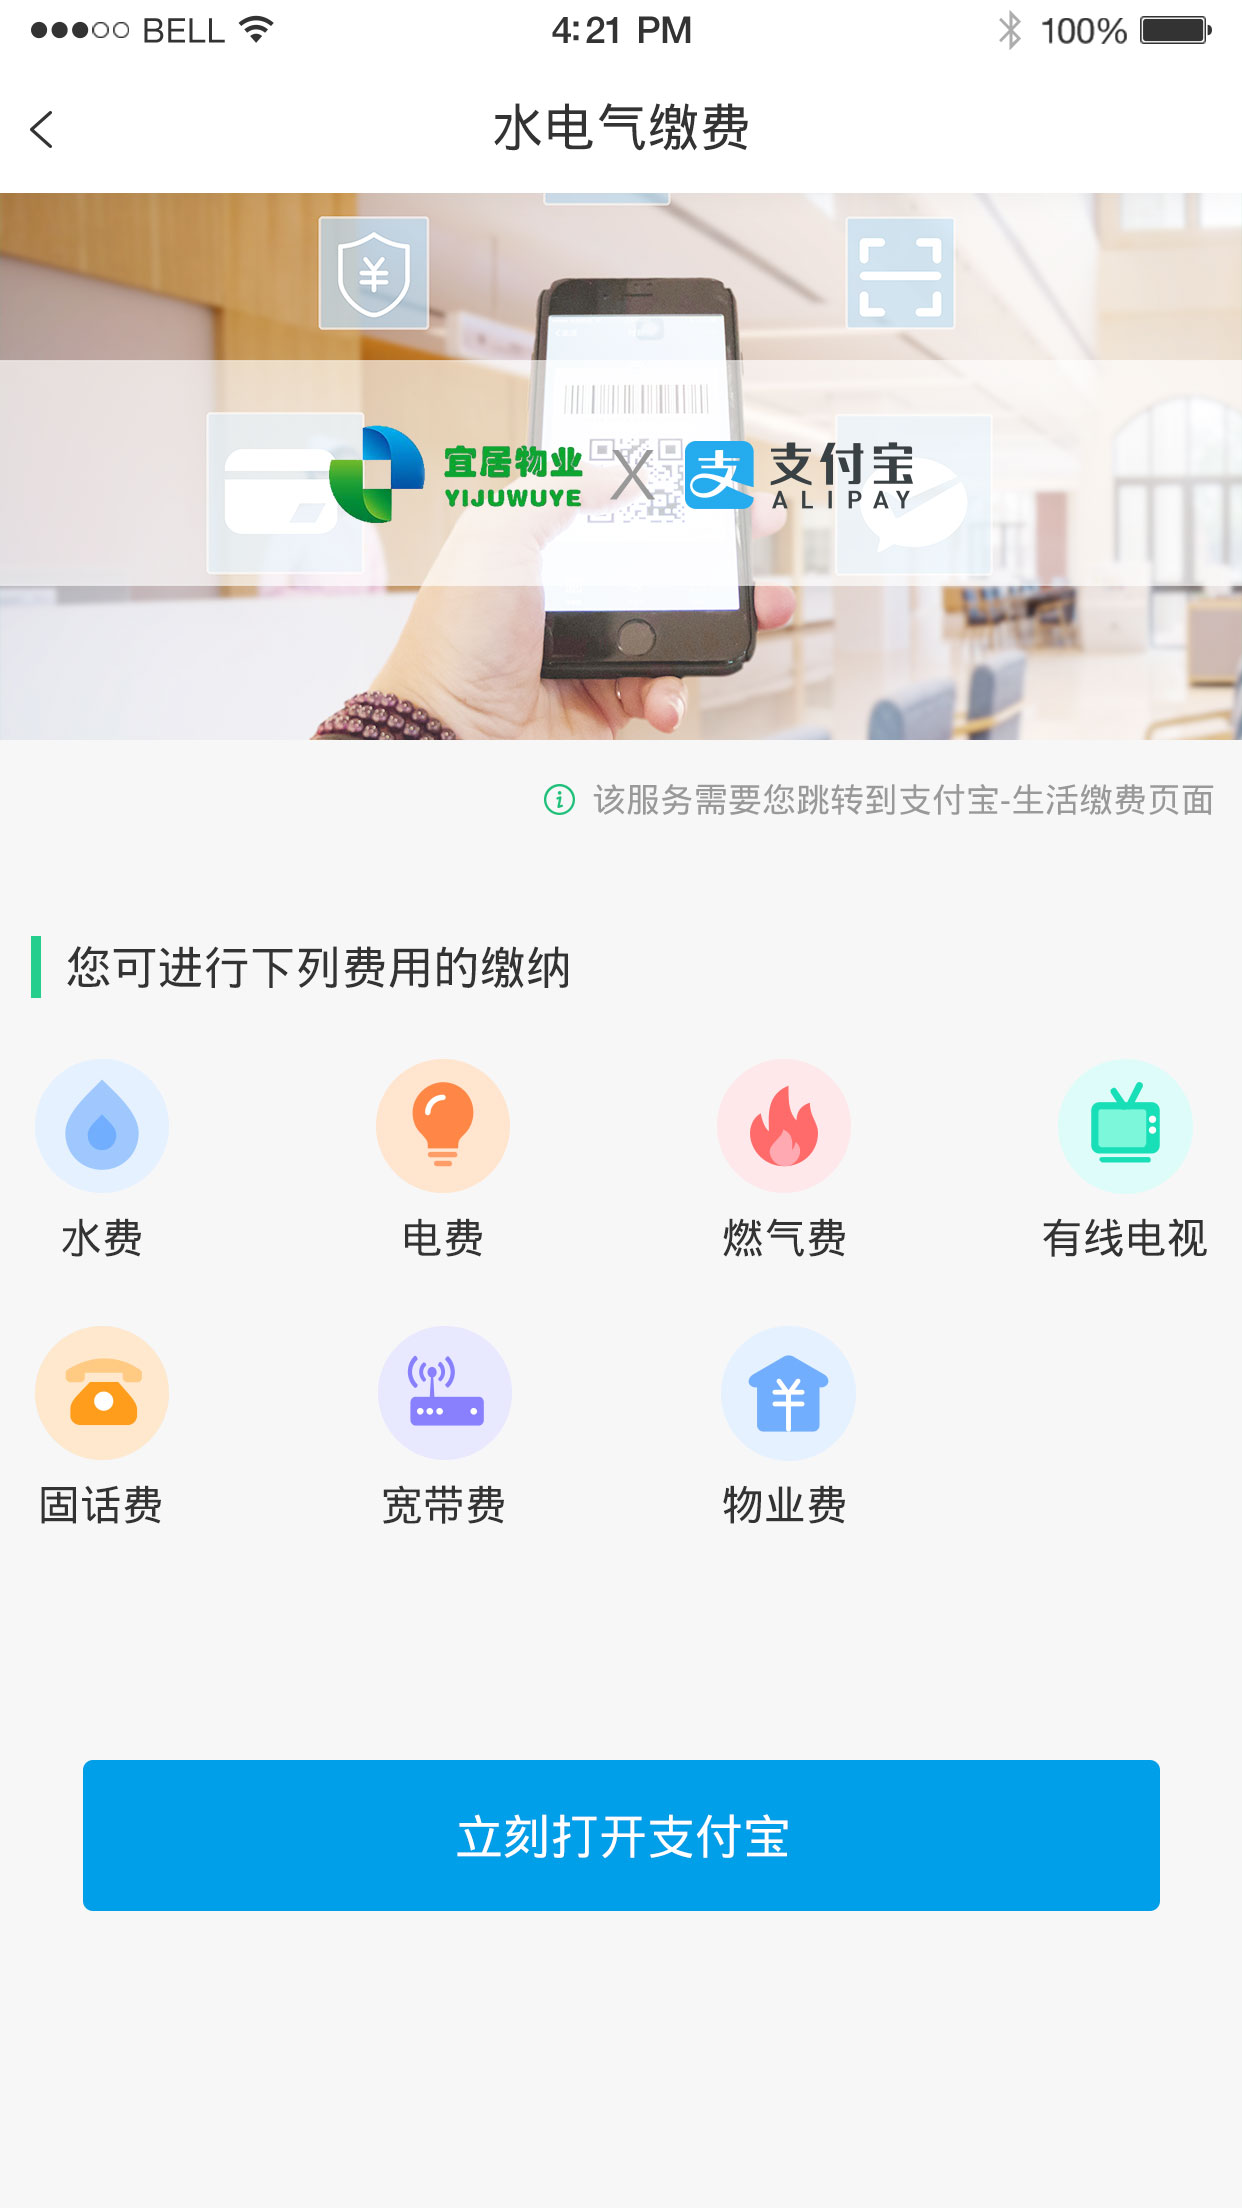 BELL
4:21 PM
100%
水电气缴费
宜居物业
YIJUWUYE
X
支付宝
ALIPAY
该服务需要您跳转到支付宝-生活缴费页面
您可进行下列费用的缴纳
水费
电费
燃气费
有线电视
固话费
宽带费
物业费
立刻打开支付宝